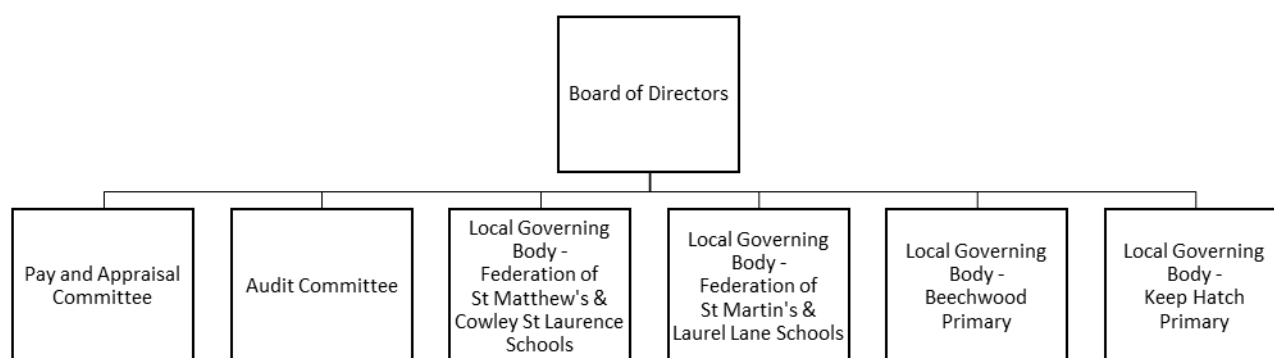 Board of Directors
Pay and Appraisal
Committee
Audit Committee
Local Governing
Body -
Federation of
St Matthew's &
Cowley St Laurence
Schools
Local Governing
Body -
Federation of
St Martin's &
Laurel Lane Schools
Local Governing
Body -
Beechwood
Primary
Local Governing
Body -
Keep Hatch
Primary